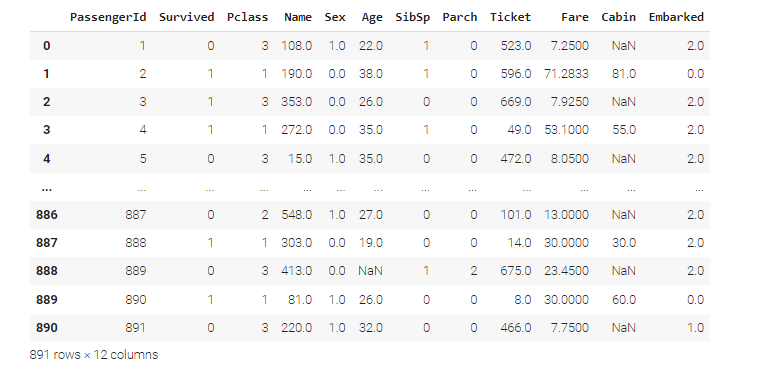 PassengerId Survived Pclass Name Sex Age SibSp Parch Ticket Fare Cabin Embarked
0 1 0 3 108.0 1.0 22.0 1 0 523.0 7.2500 NaN 2.0
1 2 1 1 190.0 0.0 38.0 1 0 596.0 71.2833 81.0 0.0
2 3 1 3 353.0 0.0 26.0 0 0 669.0 7.9250 NaN 2.0
3 4 1 1 272.0 0.0 35.0 1 0 49.0 53.1000 55.0 2.0
4 5 0 3 15.0 1.0 35.0 0 0 472.0 8.0500 NaN 2.0
... ... ... ... ... ... ... ... ... ... ... ... ...
886 887 0 2 548.0 1.0 27.0 0 0 101.0 13.0000 NaN 2.0
887 888 1 1 303.0 0.0 19.0 0 0 14.0 30.0000 30.0 2.0
888 889 0 3 413.0 0.0 NaN 1 2 675.0 23.4500 NaN 2.0
889 890 1 1 81.0 1.0 26.0 0 0 8.0 30.0000 60.0 0.0
890 891 0 3 220.0 1.0 32.0 0 0 466.0 7.7500 NaN 1.0
891 rows × 12 columns